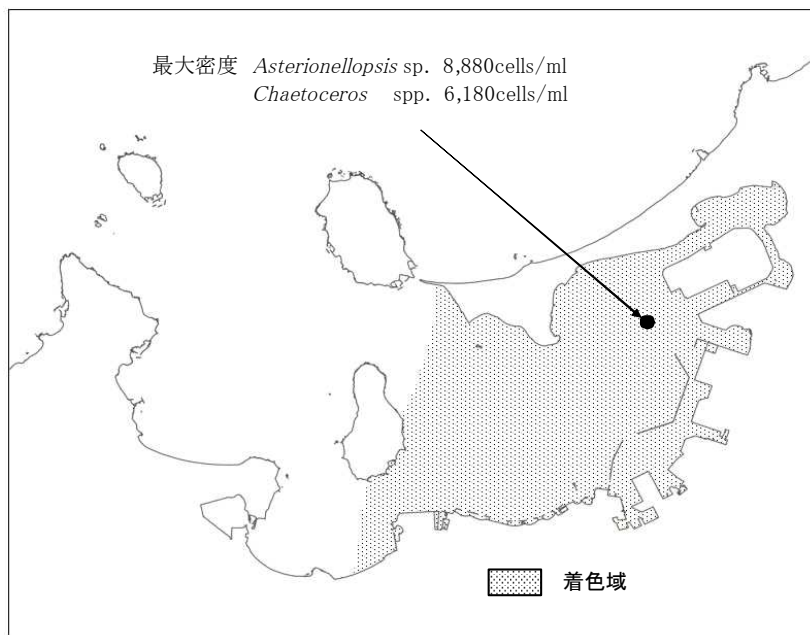 最大密度 Asterionellopsis sp. 8,880cells/ml
Chaetoceros spp. 6,180cells/ml
着色域